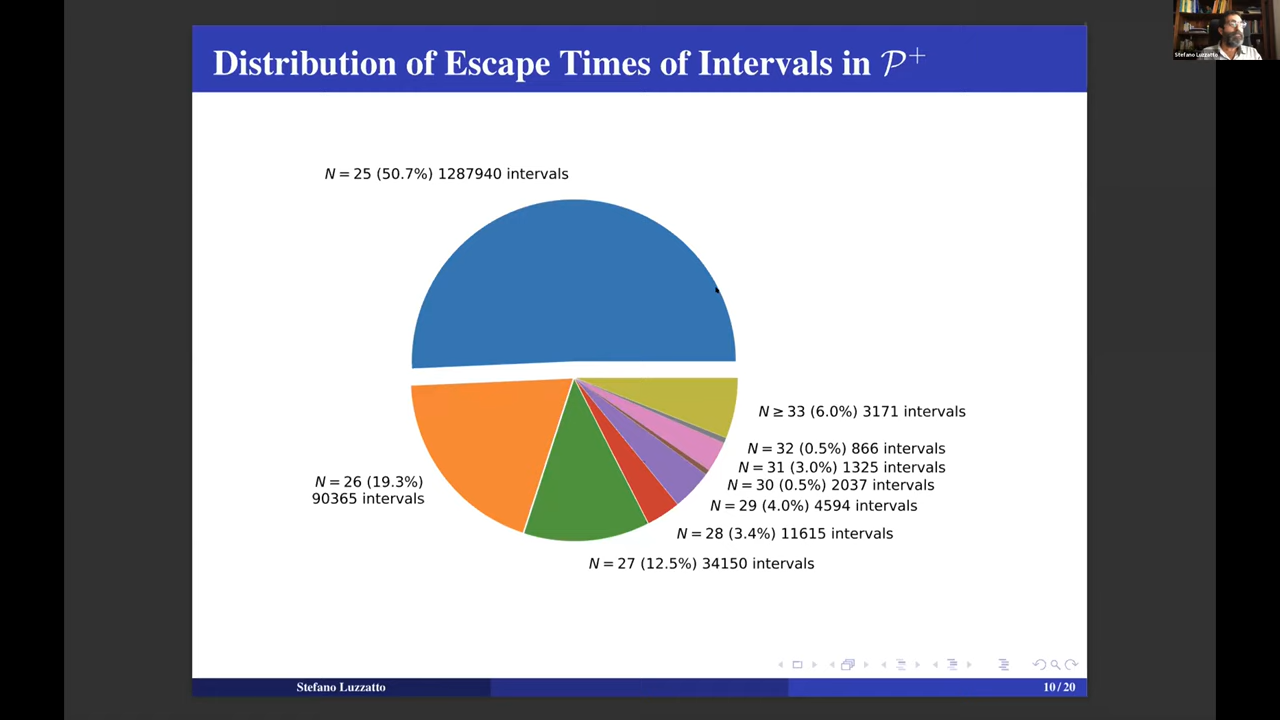 Distribution of Escape Times of Intervals in 𝒫⁺
Stefano Luzzatto
N = 25 (50.7%) 1287940 intervals
N ≥ 33 (6.0%) 3171 intervals
N = 32 (0.5%) 866 intervals
N = 31 (3.0%) 1325 intervals
N = 26 (19.3%)
90365 intervals
N = 30 (0.5%) 2037 intervals
N = 29 (4.0%) 4594 intervals
N = 28 (3.4%) 11615 intervals
N = 27 (12.5%) 34150 intervals
Stefano Luzzatto
10 / 20